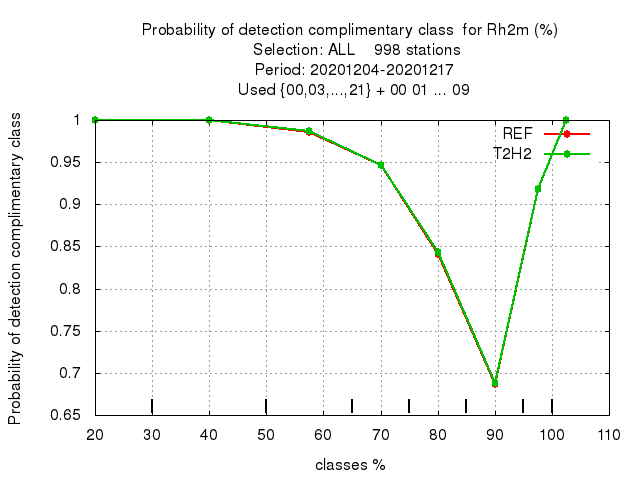 Probability of detection complimentary class  for Rh2m (%)
Selection: ALL    998 stations
Period: 20201204-20201217
Used {00,03,...,21} + 00 01 ... 09
Probability of detection complimentary class
1
0.95
0.9
0.85
0.8
0.75
0.7
0.65
REF
T2H2
20 30 40 50 60 70 80 90 100 110
classes %